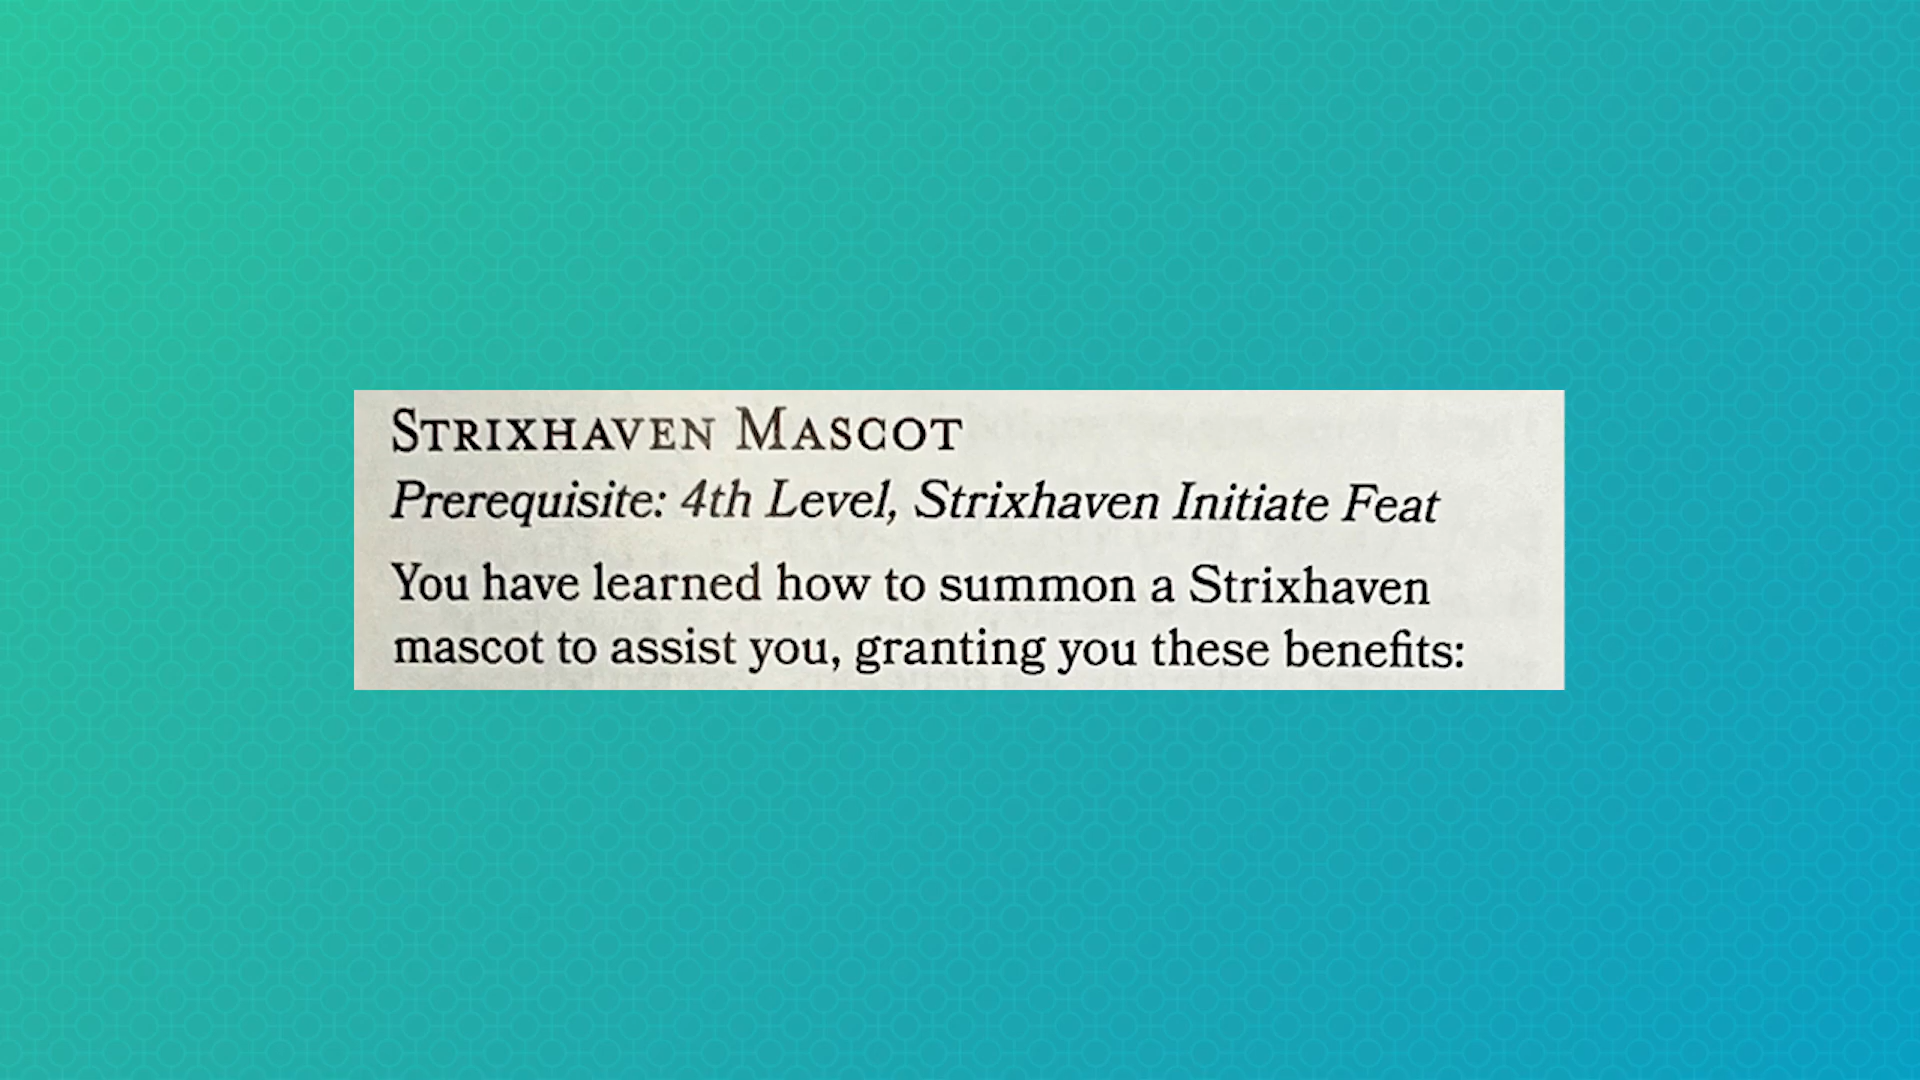 Strixhaven Mascot
Prerequisite: 4th Level, Strixhaven Initiate Feat
You have learned how to summon a Strixhaven
mascot to assist you, granting you these benefits: